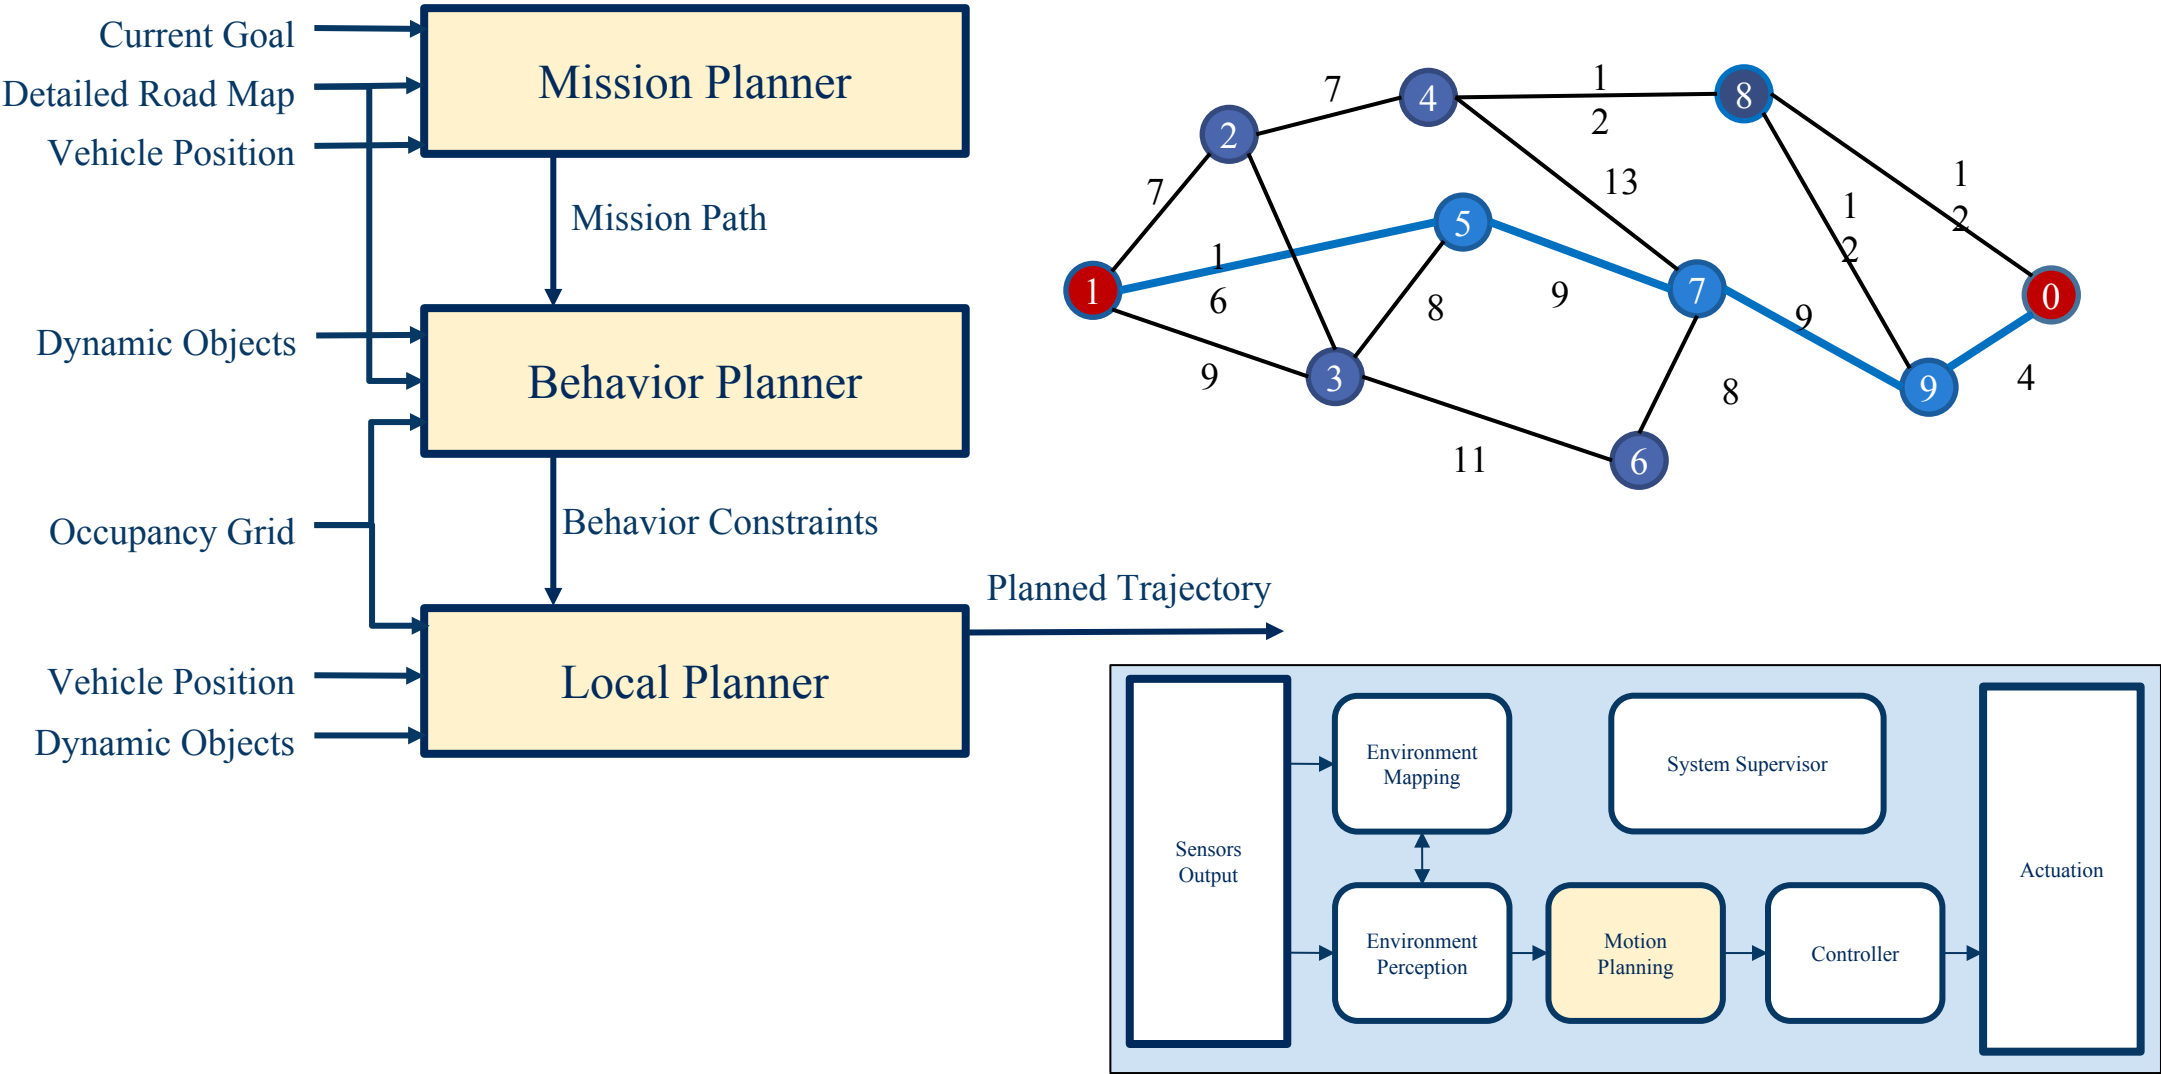 Current Goal
Detailed Road Map
Vehicle Position
Mission Planner
Mission Path
Dynamic Objects
Behavior Planner
Occupancy Grid
Behavior Constraints
Vehicle Position
Dynamic Objects
Local Planner
Planned Trajectory
7
4
1
2
8
2
7
13
1
2
1
2
5
1
6
1
8
9
7
9
0
9
3
9
4
11
6
8
Sensors
Output
Environment
Mapping
System Supervisor
Environment
Perception
Motion
Planning
Controller
Actuation